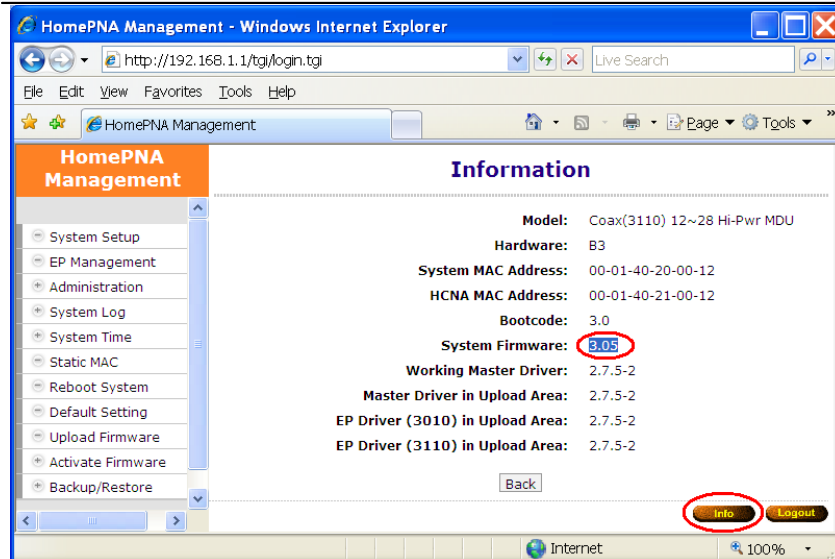 HomePNA Management - Windows Internet Explorer
http://192.168.1.1/tgi/login.tgi
Live Search
File Edit View Favorites Tools Help
HomePNA Management
Page Tools »
HomePNA
Management
System Setup
EP Management
Administration
System Log
System Time
Static MAC
Reboot System
Default Setting
Upload Firmware
Activate Firmware
Backup/Restore
Information
Model: Coax(3110) 12~28 Hi-Pwr MDU
Hardware: B3
System MAC Address: 00-01-40-20-00-12
HCNA MAC Address: 00-01-40-21-00-12
Bootcode: 3.0
System Firmware: 3.05
Working Master Driver: 2.7.5-2
Master Driver in Upload Area: 2.7.5-2
EP Driver (3010) in Upload Area: 2.7.5-2
EP Driver (3110) in Upload Area: 2.7.5-2
Back
Info Logout
Internet 100%